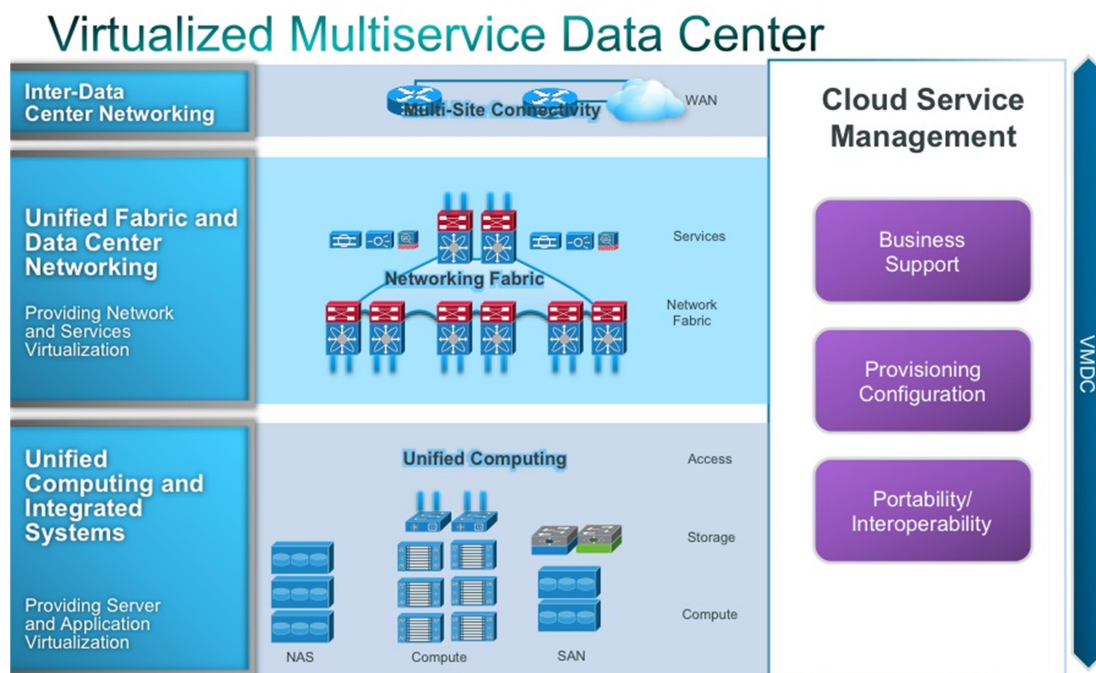 Virtualized Multiservice Data Center
Inter-Data
Center Networking
Multi-Site Connectivity
WAN
Unified Fabric and
Data Center
Networking
Providing Network
and Services
Virtualization
Services
Networking Fabric
Network
Fabric
Unified
Computing and
Integrated
Systems
Providing Server
and Application
Virtualization
Unified Computing
Access
Storage
Compute
NAS
Compute
SAN
Cloud Service
Management
Business
Support
Provisioning
Configuration
Portability/
Interoperability
VMDC